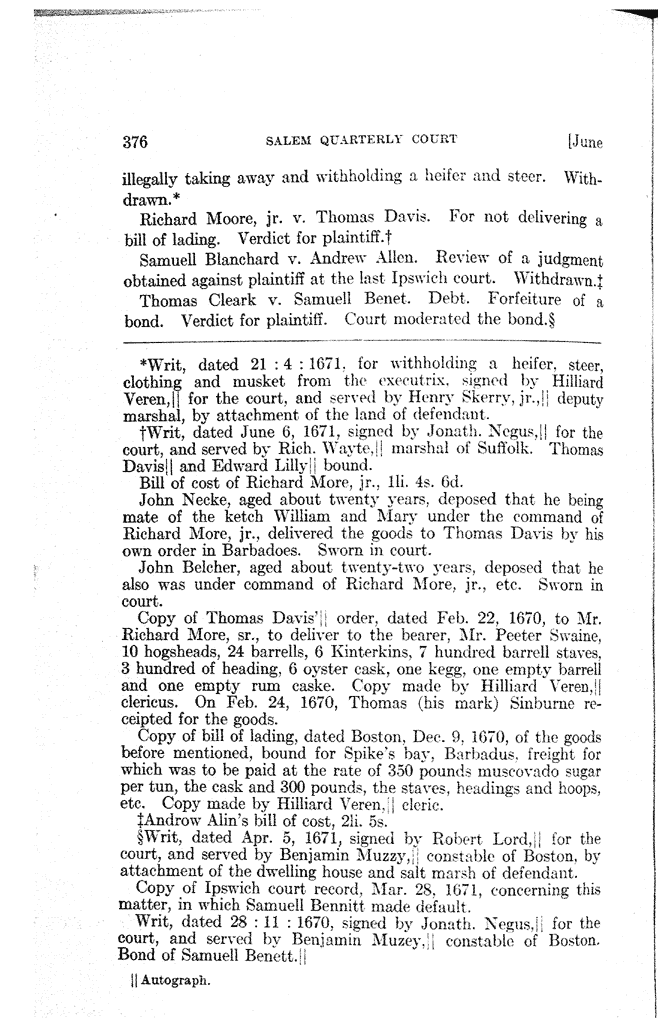 376 SALEM QUARTERLY COURT [June
illegally taking away and withholding a heifer and steer. With-
drawn.*
Richard Moore, jr. v. Thomas Davis. For not delivering a
bill of lading. Verdict for plaintiff.†
Samuell Blanchard v. Andrew Allen. Review of a judgment
obtained against plaintiff at the last Ipswich court. Withdrawn.‡
Thomas Cleark v. Samuell Benet. Debt. Forfeiture of a
bond. Verdict for plaintiff. Court moderated the bond.§
*Writ, dated 21 : 4 : 1671, for withholding a heifer, steer,
clothing and musket from the executrix, signed by Hilliard
Veren,|| for the court, and served by Henry Skerry, jr.,|| deputy
marshal, by attachment of the land of defendant.
†Writ, dated June 6, 1671, signed by Jonath. Negus,|| for the
court, and served by Rich. Wayte,|| marshal of Suffolk. Thomas
Davis|| and Edward Lilly|| bound.
Bill of cost of Richard More, jr., 1li. 4s. 6d.
John Necke, aged about twenty years, deposed that he being
mate of the ketch William and Mary under the command of
Richard More, jr., delivered the goods to Thomas Davis by his
own order in Barbadoes. Sworn in court.
John Belcher, aged about twenty-two years, deposed that he
also was under command of Richard More, jr., etc. Sworn in
court.
Copy of Thomas Davis'|| order, dated Feb. 22, 1670, to Mr.
Richard More, sr., to deliver to the bearer, Mr. Peeter Swaine,
10 hogsheads, 24 barrells, 6 Kinterkins, 7 hundred barrell staves,
3 hundred of heading, 6 oyster cask, one kegg, one empty barrell
and one empty rum caske. Copy made by Hilliard Veren,||
clericus. On Feb. 24, 1670, Thomas (his mark) Sinburne re-
ceipted for the goods.
Copy of bill of lading, dated Boston, Dec. 9, 1670, of the goods
before mentioned, bound for Spike's bay, Barbadus, freight for
which was to be paid at the rate of 350 pounds muscovado sugar
per tun, the cask and 300 pounds, the staves, headings and hoops,
etc. Copy made by Hilliard Veren,|| cleric.
‡Androw Alin's bill of cost, 2li. 5s.
§Writ, dated Apr. 5, 1671, signed by Robert Lord,|| for the
court, and served by Benjamin Muzzy,|| constable of Boston, by
attachment of the dwelling house and salt marsh of defendant.
Copy of Ipswich court record, Mar. 28, 1671, concerning this
matter, in which Samuell Bennitt made default.
Writ, dated 28 : 11 : 1670, signed by Jonath. Negus,|| for the
court, and served by Benjamin Muzey,|| constable of Boston.
Bond of Samuell Benett.||
|| Autograph.